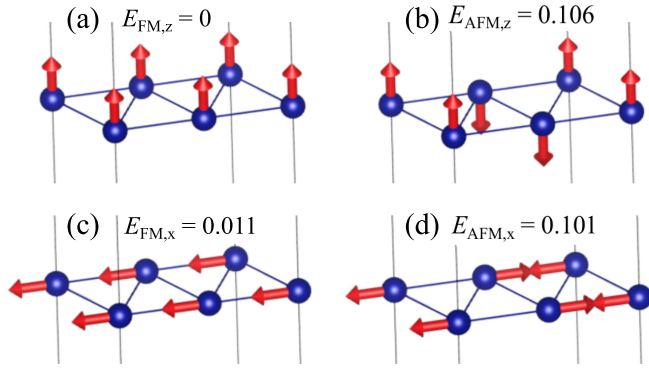 (a) E_FM,z = 0
(b) E_AFM,z = 0.106
(c) E_FM,x = 0.011
(d) E_AFM,x = 0.101